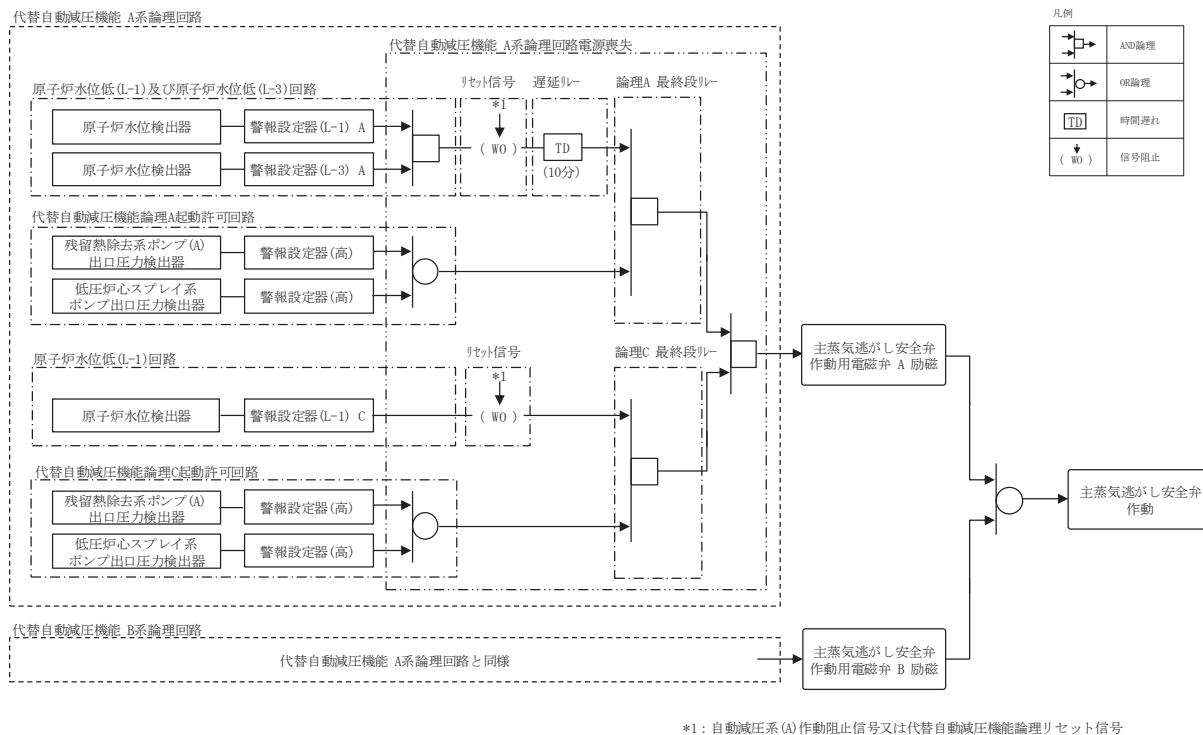 代替自動減圧機能 A系論理回路
代替自動減圧機能 A系論理回路電源喪失
原子炉水位低(L-1)及び原子炉水位低(L-3)回路
リセット信号
遅延リレー
論理A 最終段リレー
*1
原子炉水位検出器
警報設定器(L-1) A
( WO )
TD
(10分)
原子炉水位検出器
警報設定器(L-3) A
代替自動減圧機能論理A起動許可回路
残留熱除去系ポンプ(A)
出口圧力検出器
警報設定器(高)
低圧炉心スプレイ系
ポンプ出口圧力検出器
警報設定器(高)
原子炉水位低(L-1)回路
リセット信号
論理C 最終段リレー
*1
原子炉水位検出器
警報設定器(L-1) C
( WO )
代替自動減圧機能論理C起動許可回路
残留熱除去系ポンプ(A)
出口圧力検出器
警報設定器(高)
低圧炉心スプレイ系
ポンプ出口圧力検出器
警報設定器(高)
主蒸気逃がし安全弁
作動用電磁弁 A 励磁
主蒸気逃がし安全弁
作動
代替自動減圧機能 B系論理回路
代替自動減圧機能 A系論理回路と同様
主蒸気逃がし安全弁
作動用電磁弁 B 励磁
凡例
AND論理
OR論理
TD
時間遅れ
( WO )
信号阻止
*1：自動減圧系(A)作動阻止信号又は代替自動減圧機能論理リセット信号